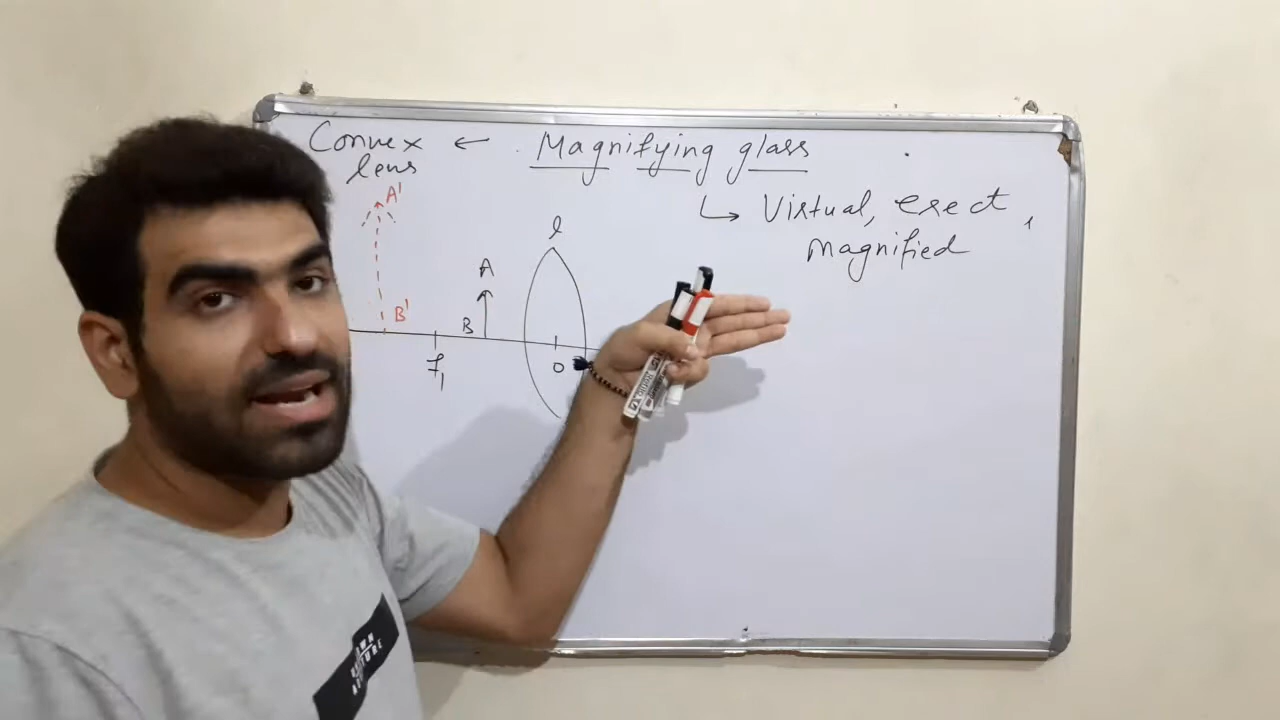 Convex ← Magnifying glass
lens
↳ Virtual, erect,
magnified
A'
l
A
B'
B
F1
O